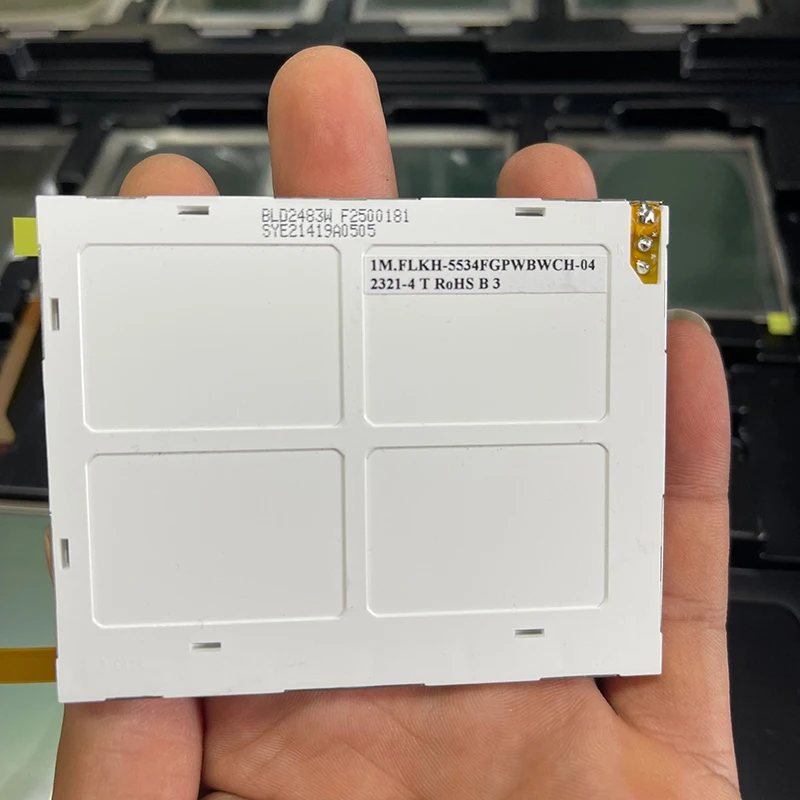 BLD2483W F2500181
SYE21419A0505
1M.FLKH-5534FGPWBWCH-04
2321-4 T RoHS B 3